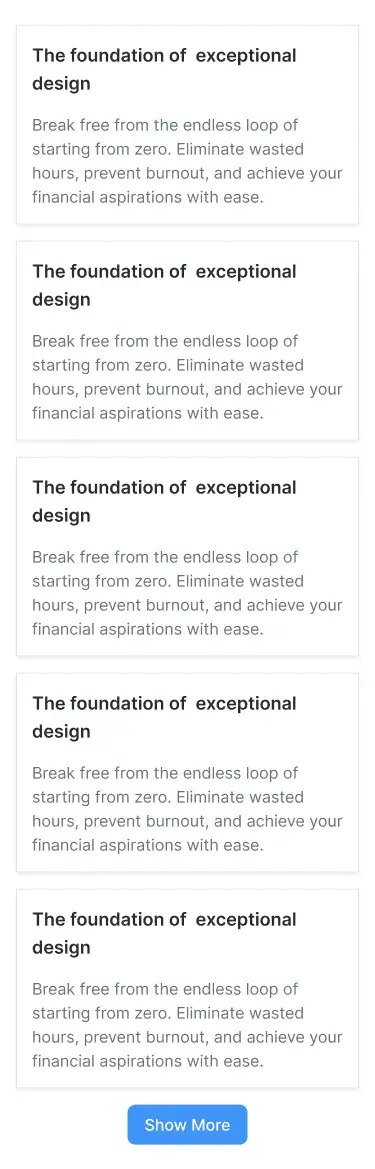 The foundation of  exceptional
design
Break free from the endless loop of
starting from zero. Eliminate wasted
hours, prevent burnout, and achieve your
financial aspirations with ease.
The foundation of  exceptional
design
Break free from the endless loop of
starting from zero. Eliminate wasted
hours, prevent burnout, and achieve your
financial aspirations with ease.
The foundation of  exceptional
design
Break free from the endless loop of
starting from zero. Eliminate wasted
hours, prevent burnout, and achieve your
financial aspirations with ease.
The foundation of  exceptional
design
Break free from the endless loop of
starting from zero. Eliminate wasted
hours, prevent burnout, and achieve your
financial aspirations with ease.
The foundation of  exceptional
design
Break free from the endless loop of
starting from zero. Eliminate wasted
hours, prevent burnout, and achieve your
financial aspirations with ease.
Show More